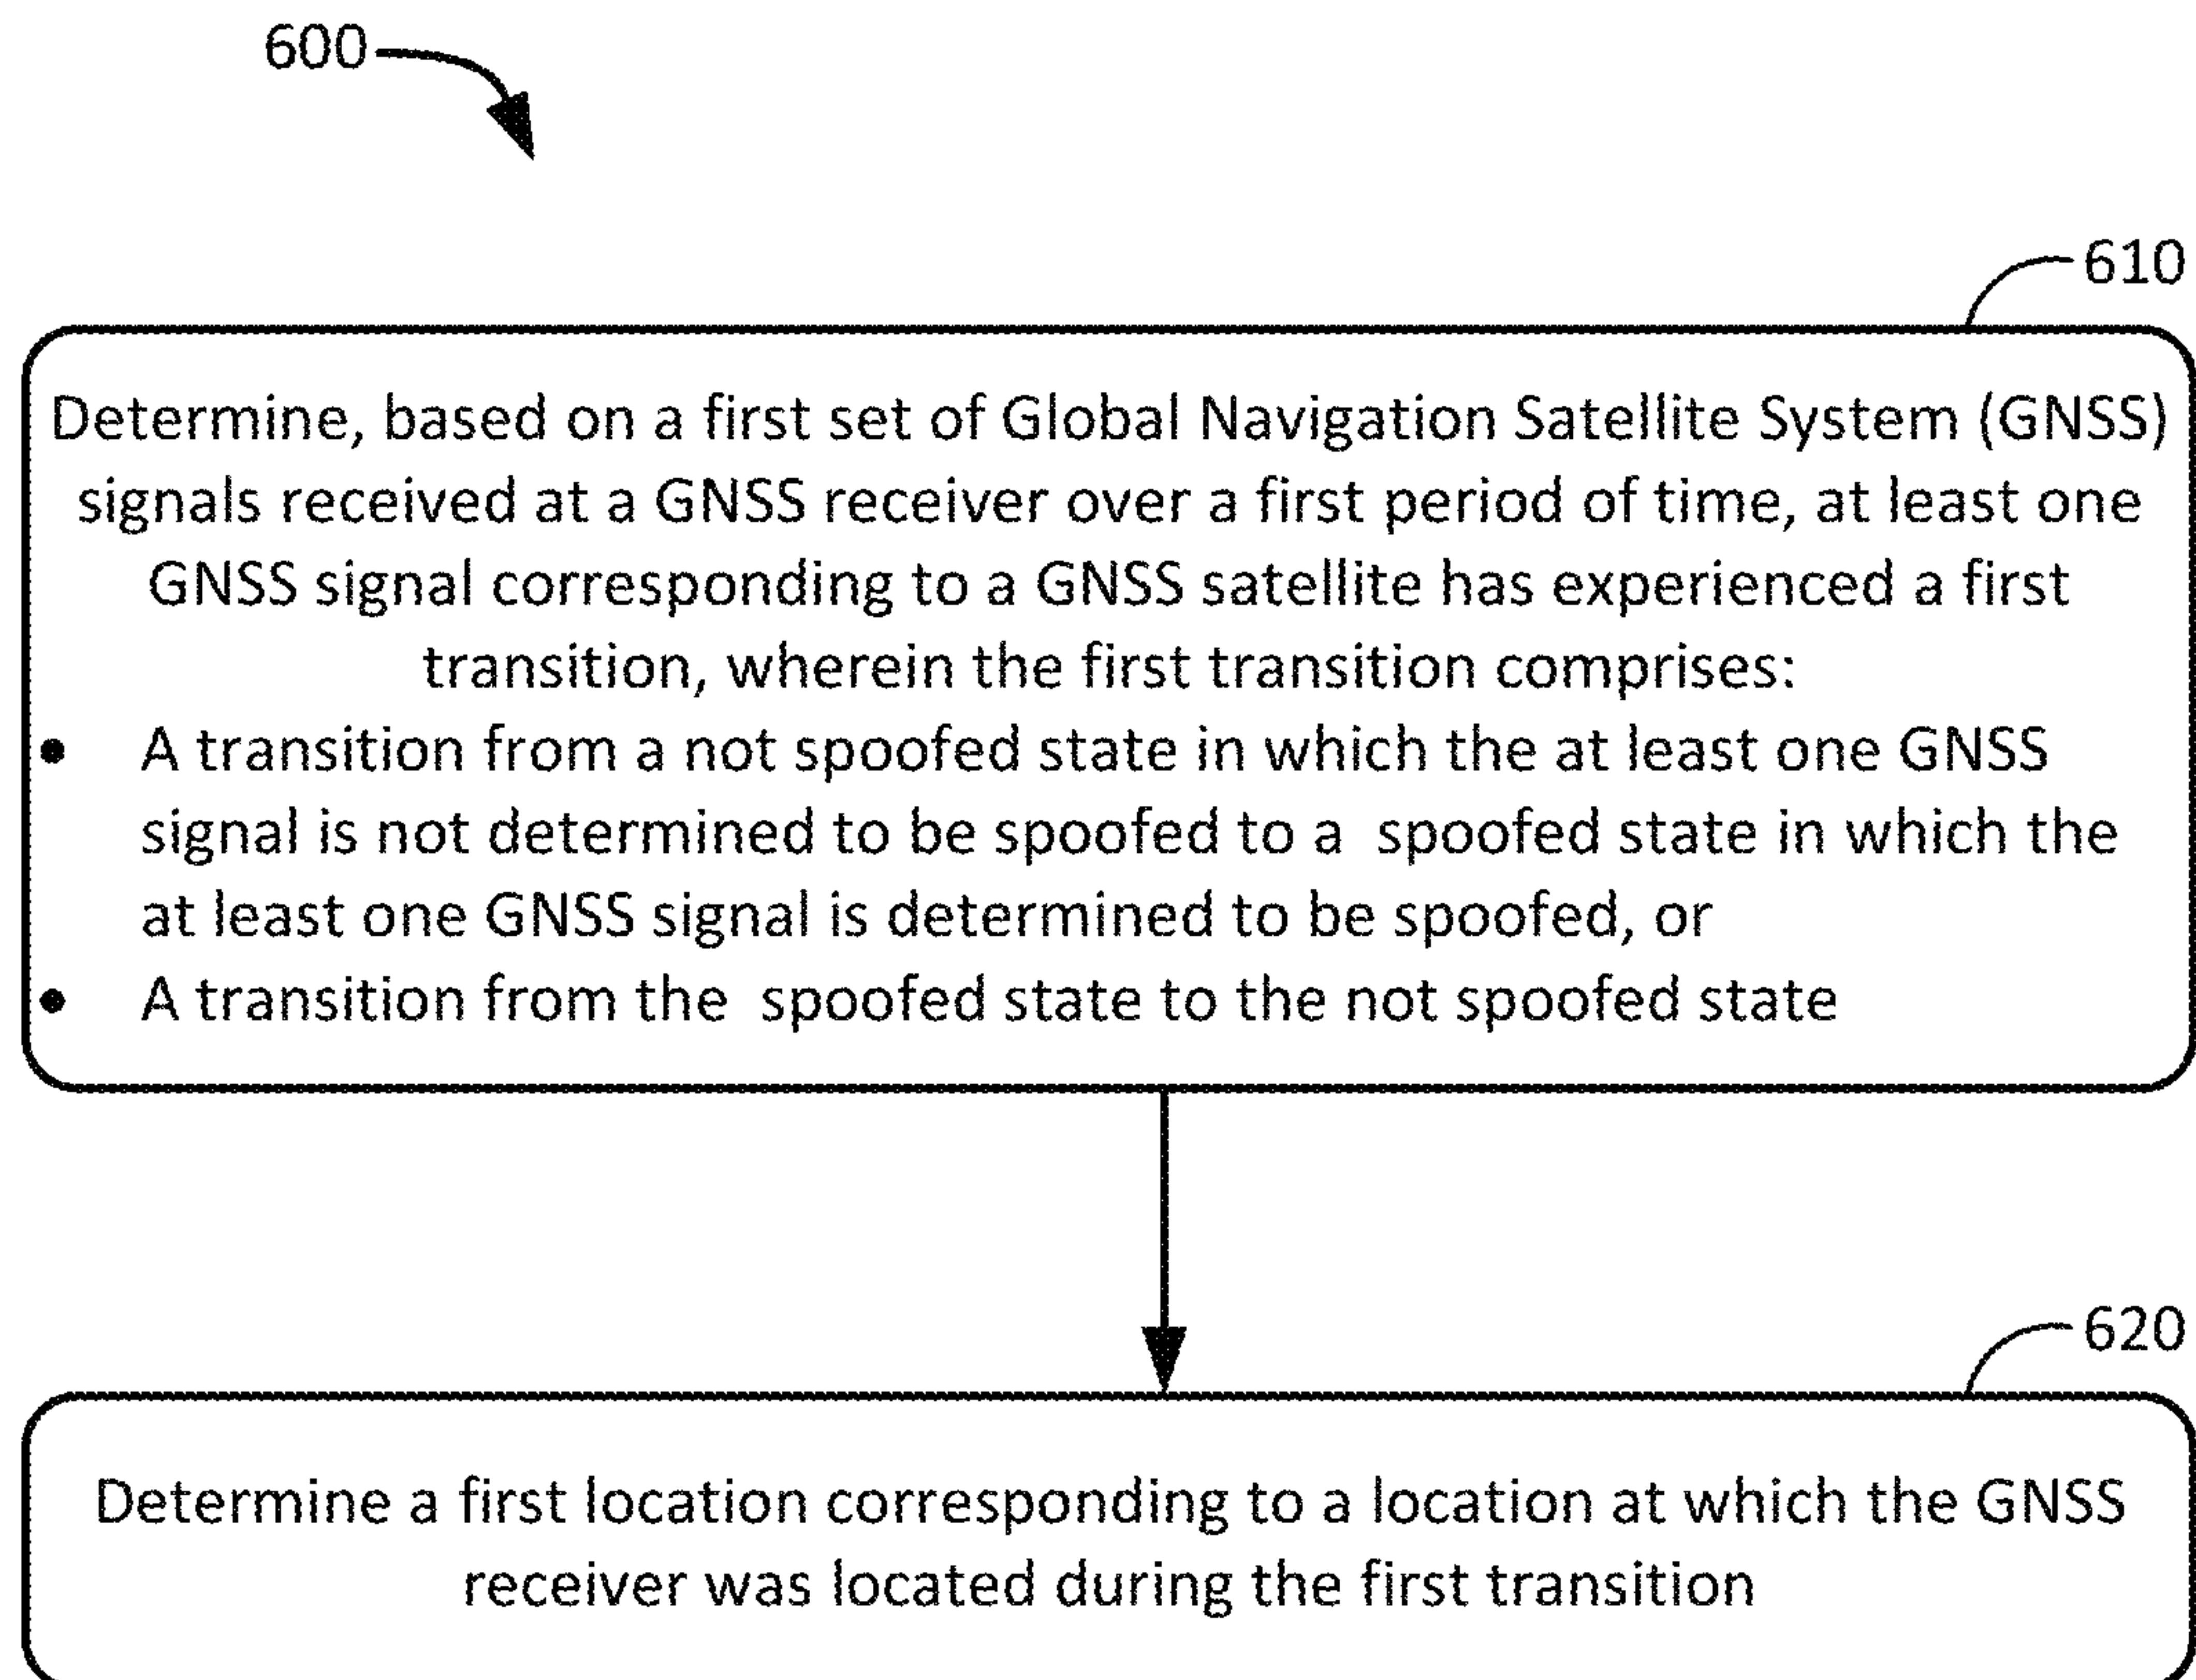 600
610
Determine, based on a first set of Global Navigation Satellite System (GNSS)
signals received at a GNSS receiver over a first period of time, at least one
GNSS signal corresponding to a GNSS satellite has experienced a first
transition, wherein the first transition comprises:
• A transition from a not spoofed state in which the at least one GNSS
signal is not determined to be spoofed to a spoofed state in which the
at least one GNSS signal is determined to be spoofed, or
• A transition from the spoofed state to the not spoofed state
620
Determine a first location corresponding to a location at which the GNSS
receiver was located during the first transition